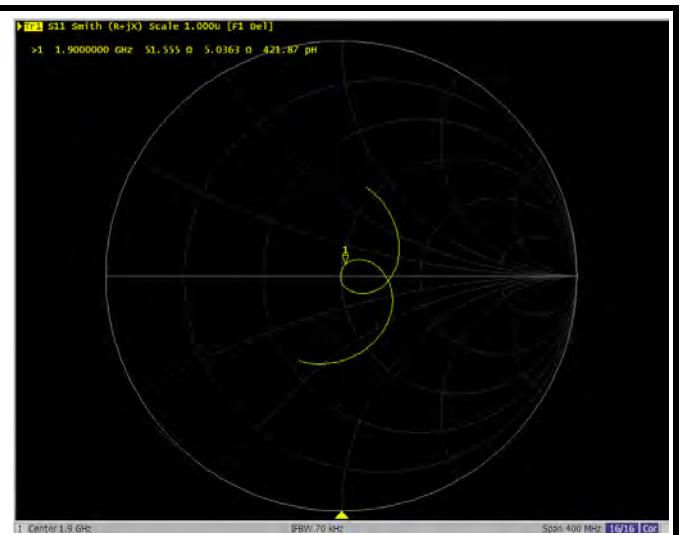 Tr1 S11 Smith (R+jX) Scale 1.000U [F1 Del]
>1 1.9000000 GHz 51.555 Ω 5.0363 Ω 421.87 pH
1
1 Center 1.9 GHz IFBW 70 kHz Span 400 MHz 16/16 Cor